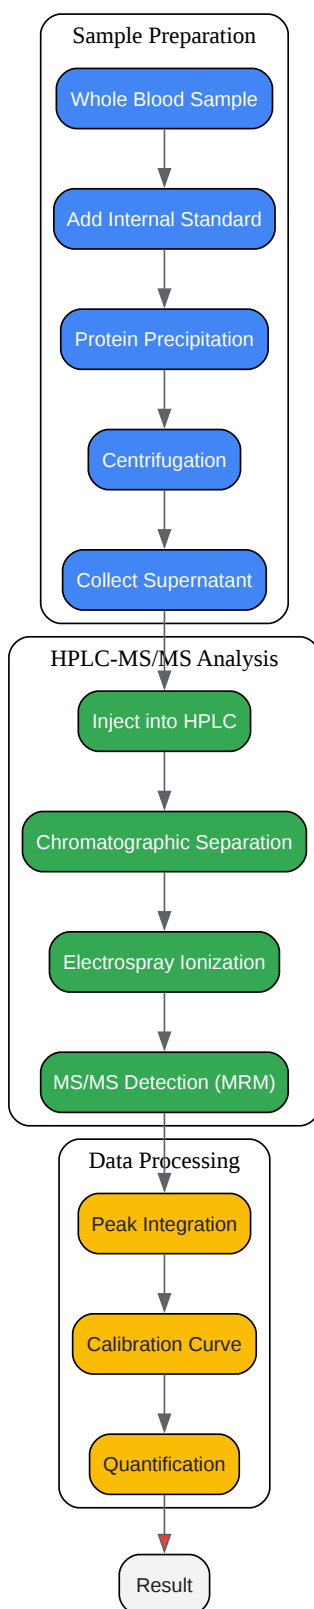 Sample Preparation
Whole Blood Sample
Add Internal Standard
Protein Precipitation
Centrifugation
Collect Supernatant
HPLC-MS/MS Analysis
Inject into HPLC
Chromatographic Separation
Electrospray Ionization
MS/MS Detection (MRM)
Data Processing
Peak Integration
Calibration Curve
Quantification
Result